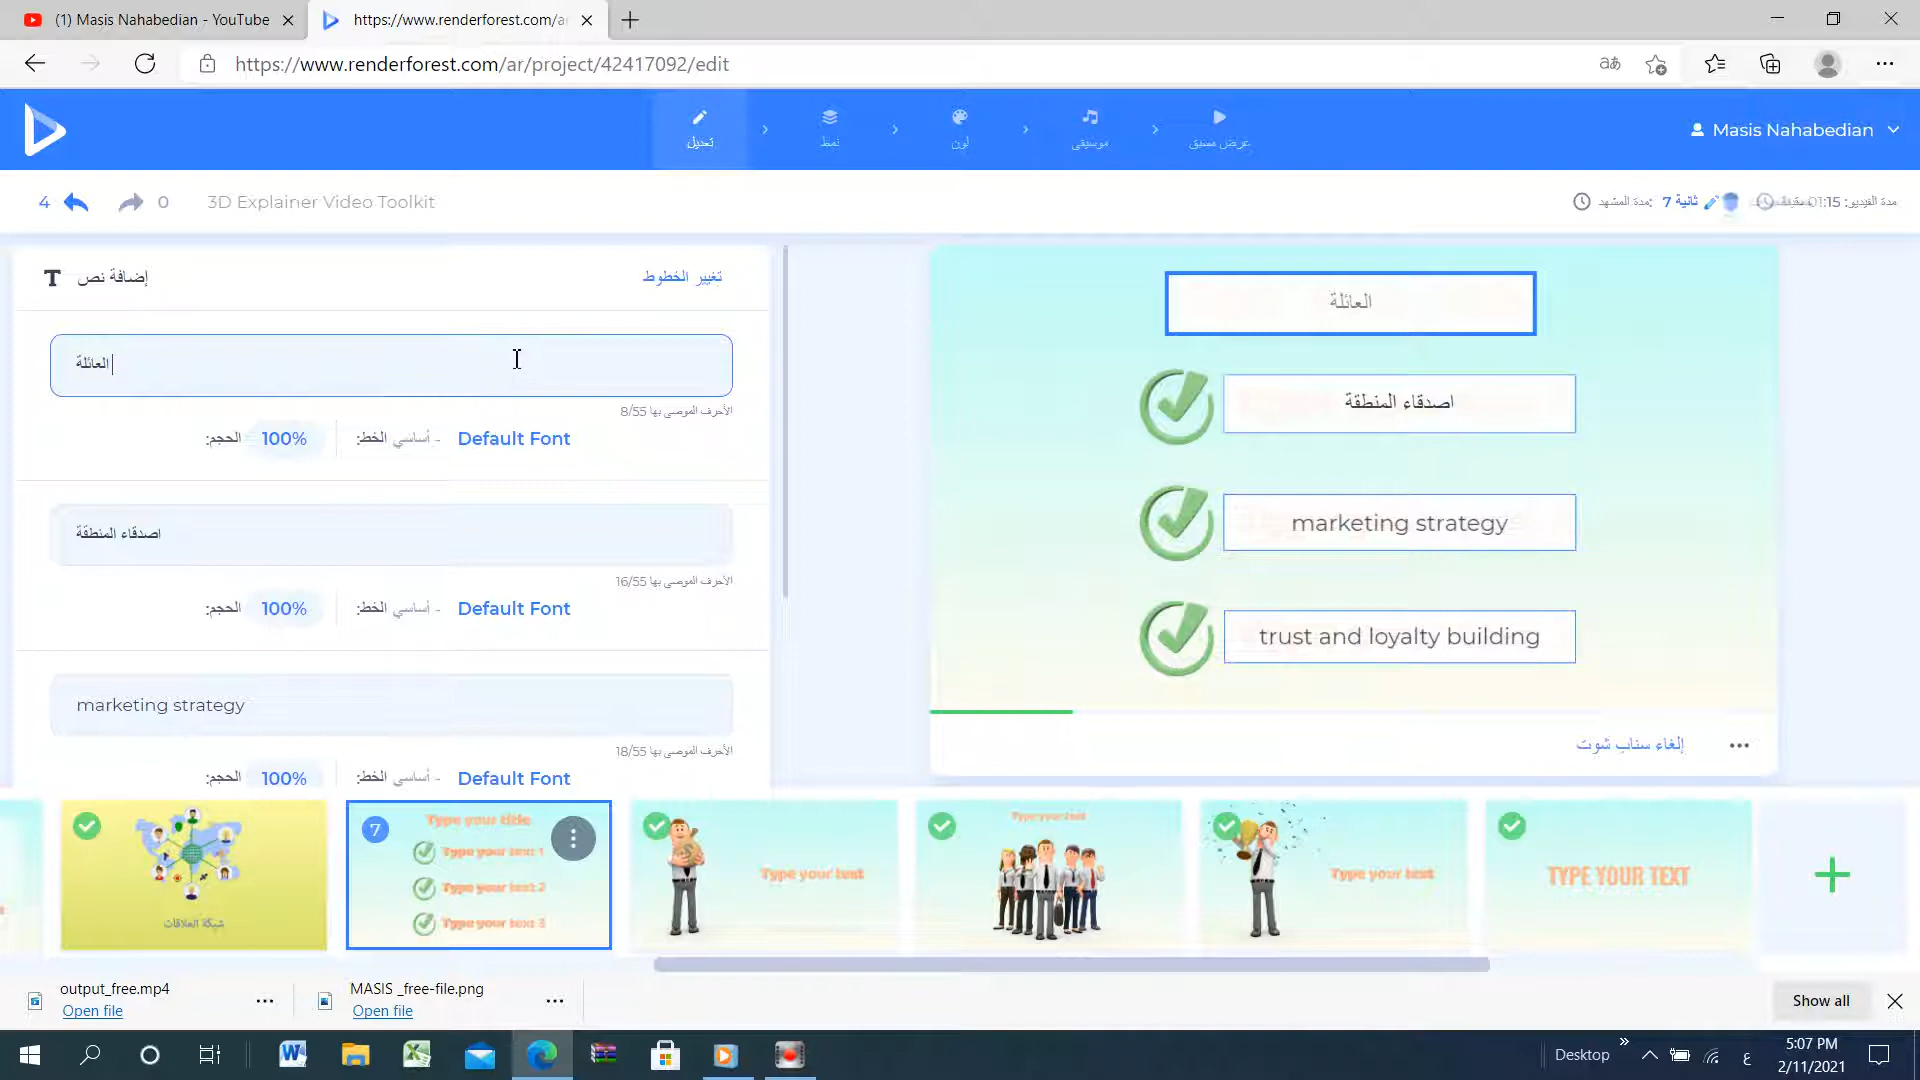 (1) Masis Nahabedian - YouTube
https://www.renderforest.com/a
https://www.renderforest.com/ar/project/42417092/edit
تعديل
نمط
لون
موسيقى
عرض مسبق
Masis Nahabedian
4
0
3D Explainer Video Toolkit
مدة المشهد: 7 ثانية
مدة الفيديو: 01:15
إضافة نص
تغيير الخطوط
العائلة
الأحرف الموصى بها 8/55
الحجم: 100%
الخط: أساسي - Default Font
اصدقاء المنطقة
الأحرف الموصى بها 16/55
الحجم: 100%
الخط: أساسي - Default Font
marketing strategy
الأحرف الموصى بها 18/55
الحجم: 100%
الخط: أساسي - Default Font
العائلة
اصدقاء المنطقة
marketing strategy
trust and loyalty building
إلغاء سناب شوت
شبكة العلاقات
7
Type your title
Type your text 1
Type your text 2
Type your text 3
Type your text
Type your text
Type your text
TYPE YOUR TEXT
output_free.mp4
Open file
MASIS _free-file.png
Open file
Show all
Desktop
ع
5:07 PM
2/11/2021